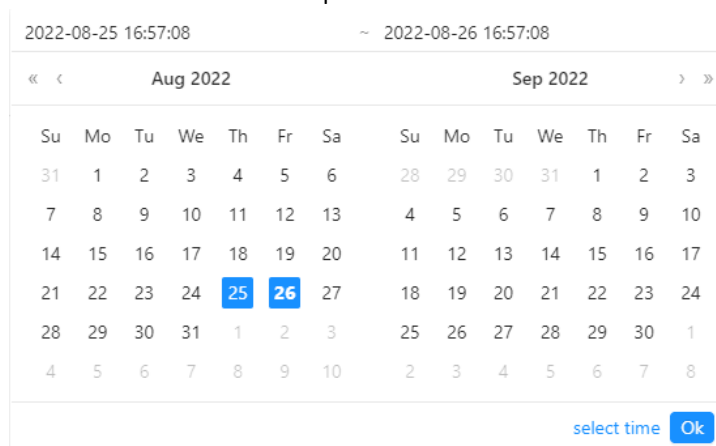 2022-08-25 16:57:08 ~ 2022-08-26 16:57:08
« ‹ Aug 2022 Sep 2022 › »
Su Mo Tu We Th Fr Sa Su Mo Tu We Th Fr Sa
31 1 2 3 4 5 6 28 29 30 31 1 2 3
7 8 9 10 11 12 13 4 5 6 7 8 9 10
14 15 16 17 18 19 20 11 12 13 14 15 16 17
21 22 23 24 25 26 27 18 19 20 21 22 23 24
28 29 30 31 1 2 3 25 26 27 28 29 30 1
4 5 6 7 8 9 10 2 3 4 5 6 7 8
select time Ok